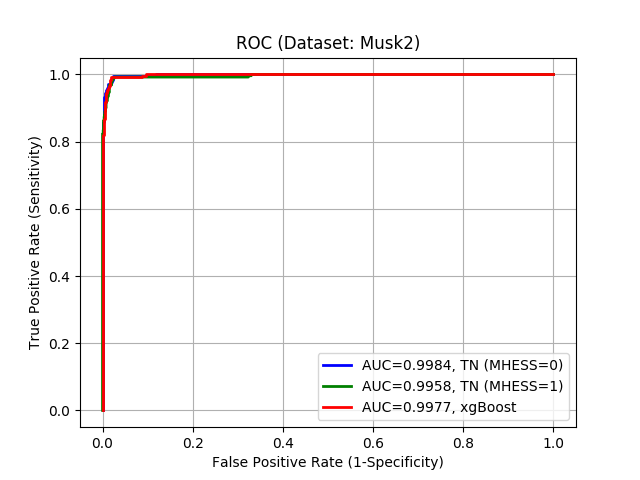 ROC (Dataset: Musk2)
1.0
0.8
0.6
0.4
0.2
0.0
True Positive Rate (Sensitivity)
AUC=0.9984, TN (MHESS=0)
AUC=0.9958, TN (MHESS=1)
AUC=0.9977, xgBoost
0.0 0.2 0.4 0.6 0.8 1.0
False Positive Rate (1-Specificity)